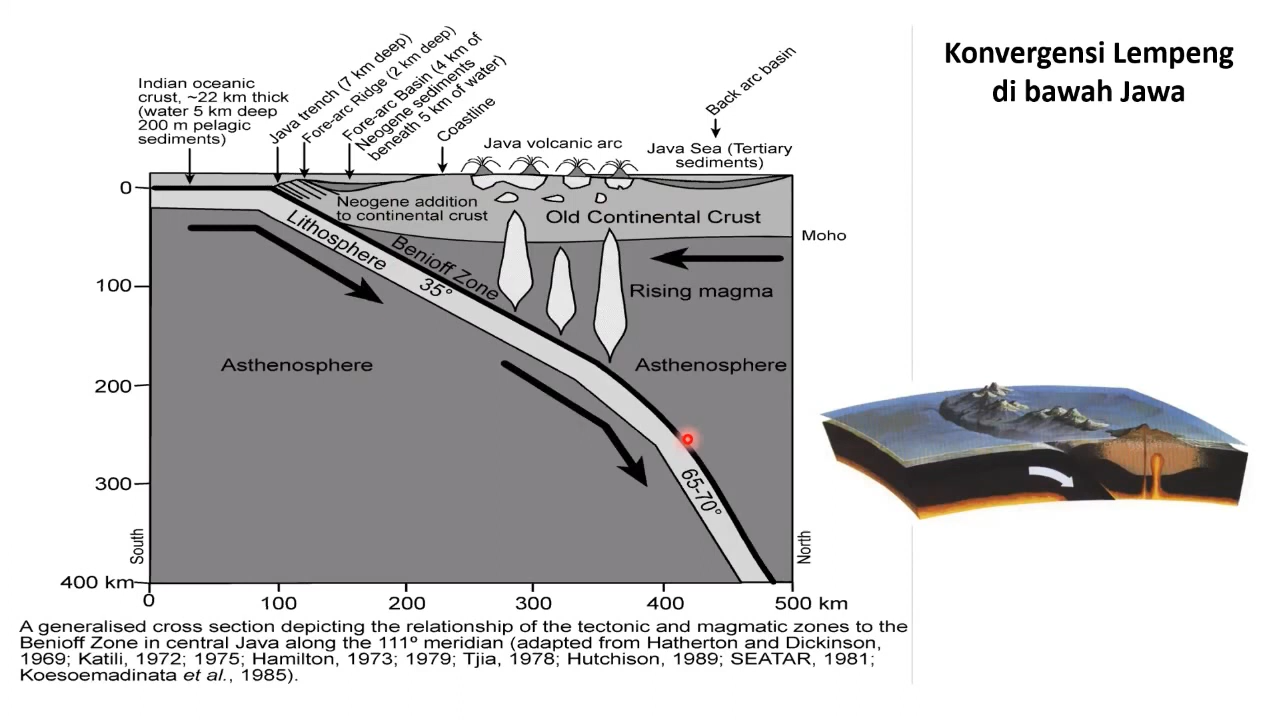 Konvergensi Lempeng
di bawah Jawa
Indian oceanic
crust, ~22 km thick
(water 5 km deep
200 m pelagic
sediments)
Java trench (7 km deep)
Fore-arc Ridge (2 km deep)
Fore-arc Basin (4 km of
Neogene sediments
beneath 5 km of water)
Coastline
Java volcanic arc
Back arc basin
Java Sea (Tertiary
sediments)
0
100
200
300
400 km
Neogene addition
to continental crust
Old Continental Crust
Moho
Lithosphere
Benioff Zone
35°
Rising magma
Asthenosphere
Asthenosphere
65-70°
South
North
0
100
200
300
400
500 km
A generalised cross section depicting the relationship of the tectonic and magmatic zones to the
Benioff Zone in central Java along the 111º meridian (adapted from Hatherton and Dickinson,
1969; Katili, 1972; 1975; Hamilton, 1973; 1979; Tjia, 1978; Hutchison, 1989; SEATAR, 1981;
Koesoemadinata et al., 1985).